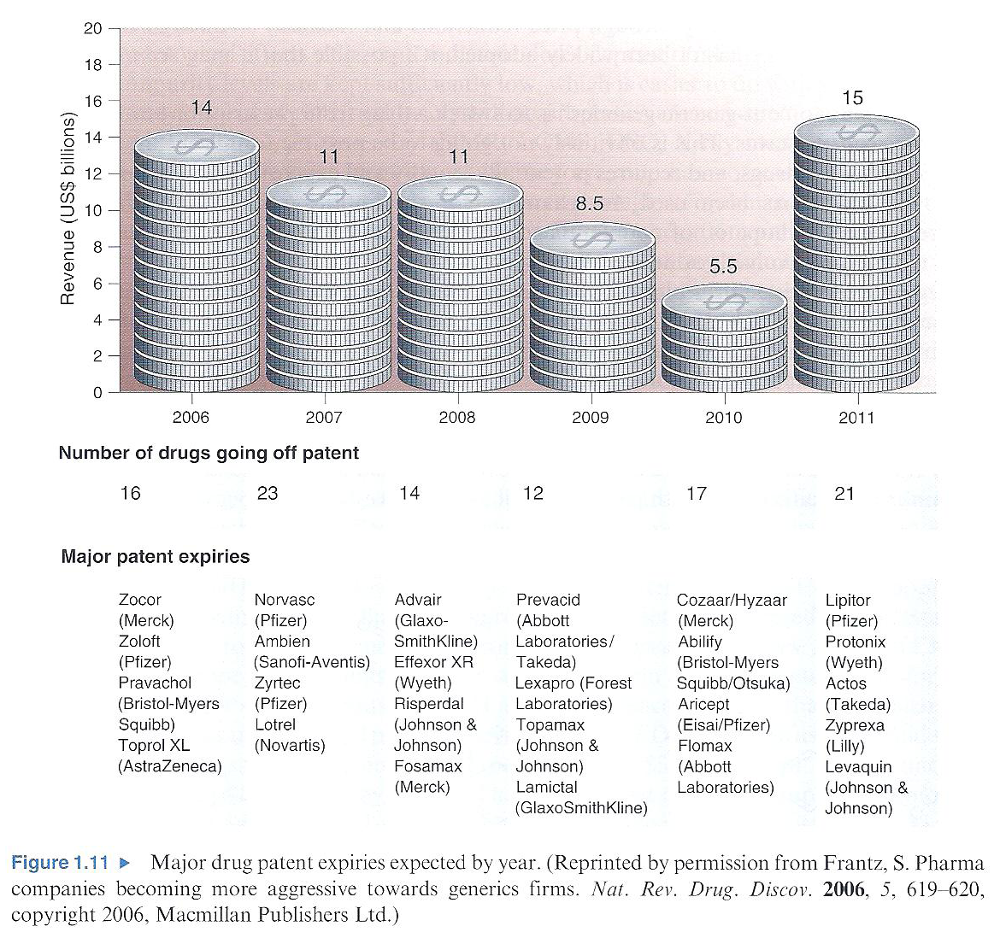 20
18
16
14
12
10
8
6
4
2
0
Revenue (US$ billions)
14
11
11
8.5
5.5
15
2006 2007 2008 2009 2010 2011
Number of drugs going off patent
16 23 14 12 17 21
Major patent expiries
Zocor
(Merck)
Zoloft
(Pfizer)
Pravachol
(Bristol-Myers
Squibb)
Toprol XL
(AstraZeneca)
Norvasc
(Pfizer)
Ambien
(Sanofi-Aventis)
Zyrtec
(Pfizer)
Lotrel
(Novartis)
Advair
(Glaxo-
SmithKline)
Effexor XR
(Wyeth)
Risperdal
(Johnson &
Johnson)
Fosamax
(Merck)
Prevacid
(Abbott
Laboratories/
Takeda)
Lexapro (Forest
Laboratories)
Topamax
(Johnson &
Johnson)
Lamictal
(GlaxoSmithKline)
Cozaar/Hyzaar
(Merck)
Abilify
(Bristol-Myers
Squibb/Otsuka)
Aricept
(Eisai/Pfizer)
Flomax
(Abbott
Laboratories)
Lipitor
(Pfizer)
Protonix
(Wyeth)
Actos
(Takeda)
Zyprexa
(Lilly)
Levaquin
(Johnson &
Johnson)
Figure 1.11 ► Major drug patent expiries expected by year. (Reprinted by permission from Frantz, S. Pharma
companies becoming more aggressive towards generics firms. Nat. Rev. Drug. Discov. 2006, 5, 619–620,
copyright 2006, Macmillan Publishers Ltd.)